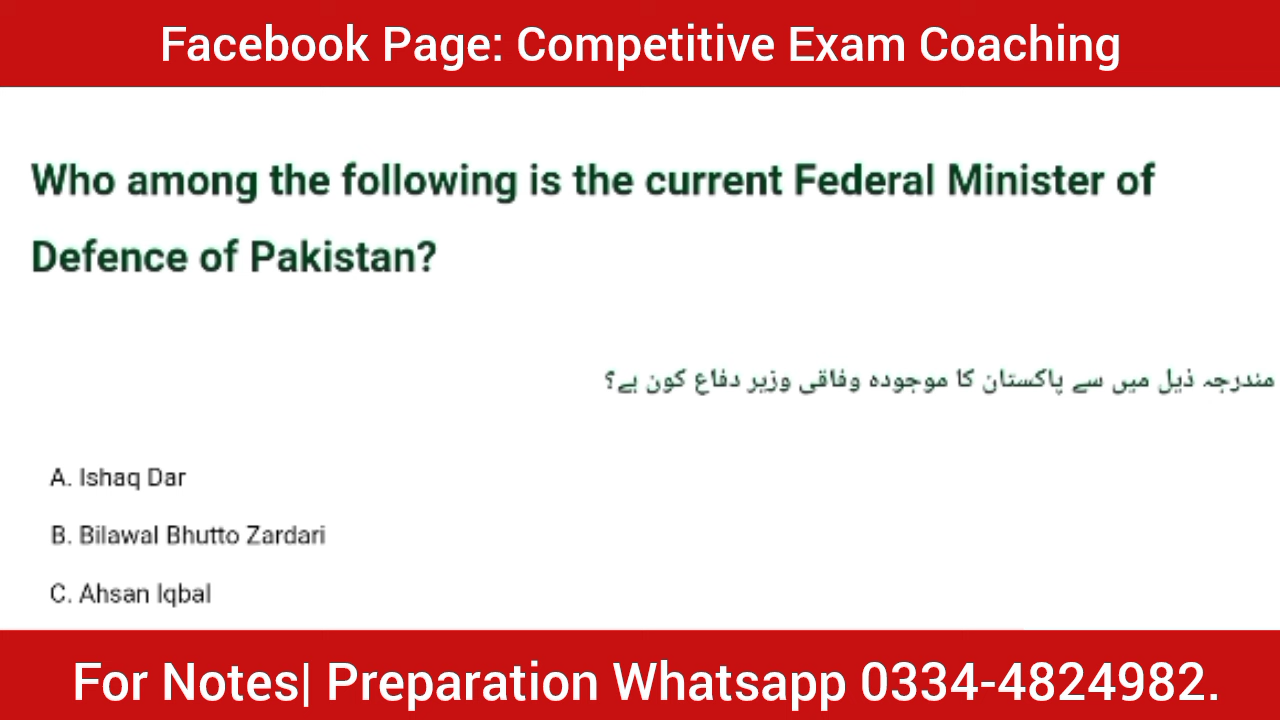 Facebook Page: Competitive Exam Coaching
Who among the following is the current Federal Minister of
Defence of Pakistan?
مندرجہ ذیل میں سے پاکستان کا موجودہ وفاقی وزیر دفاع کون ہے؟
A. Ishaq Dar
B. Bilawal Bhutto Zardari
C. Ahsan Iqbal
For Notes| Preparation Whatsapp 0334-4824982.